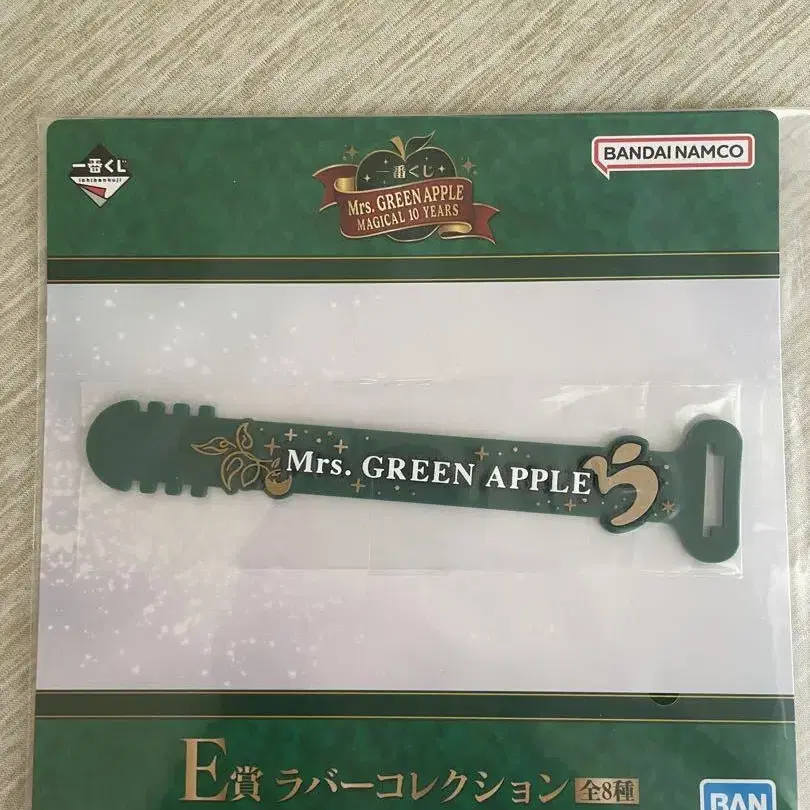 一番くじ
ichibankuji
一番くじ
Mrs. GREEN APPLE
MAGICAL 10 YEARS
BANDAI NAMCO
Mrs. GREEN APPLE
E賞 ラバーコレクション 全8種
BAN